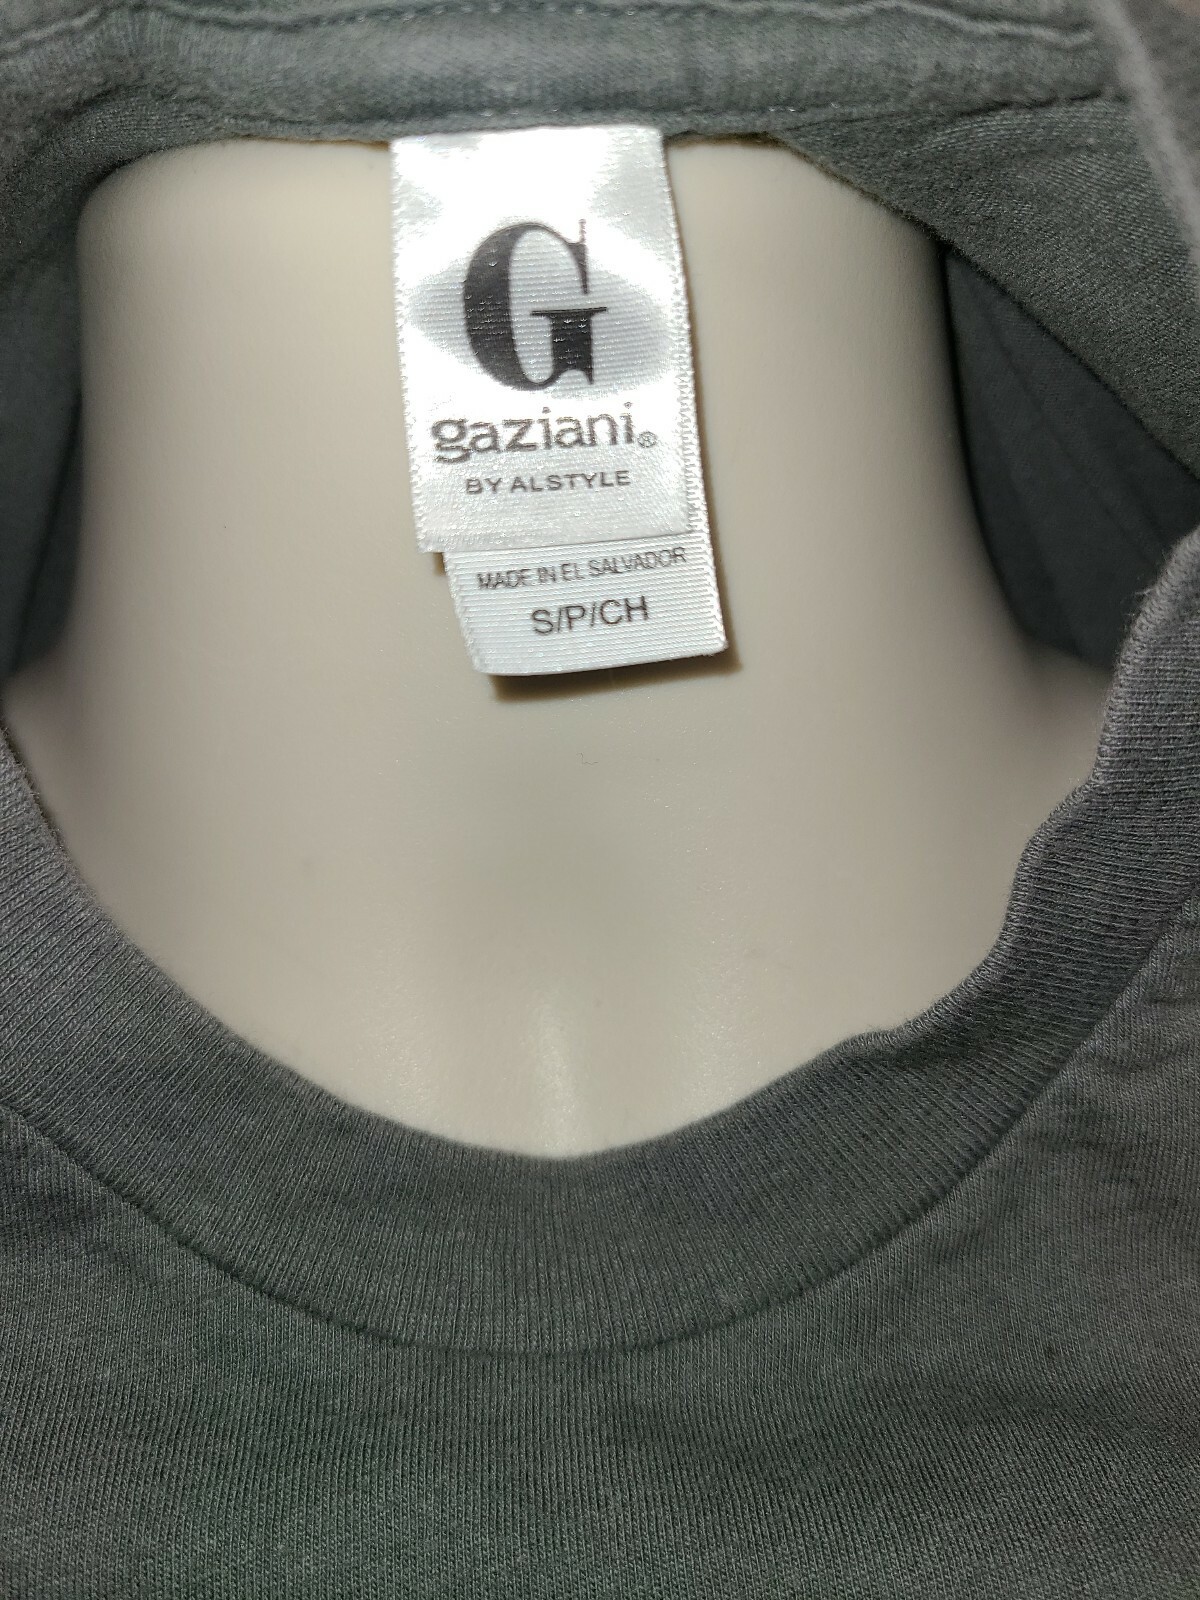 G
gaziani®
BY ALSTYLE
MADE IN EL SALVADOR
S/P/CH